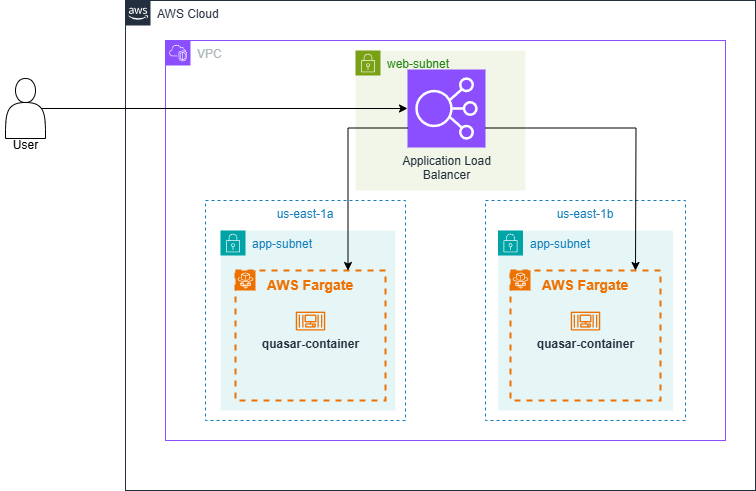 aws
AWS Cloud
VPC
web-subnet
User
Application Load
Balancer
us-east-1a
us-east-1b
app-subnet
app-subnet
AWS Fargate
AWS Fargate
quasar-container
quasar-container